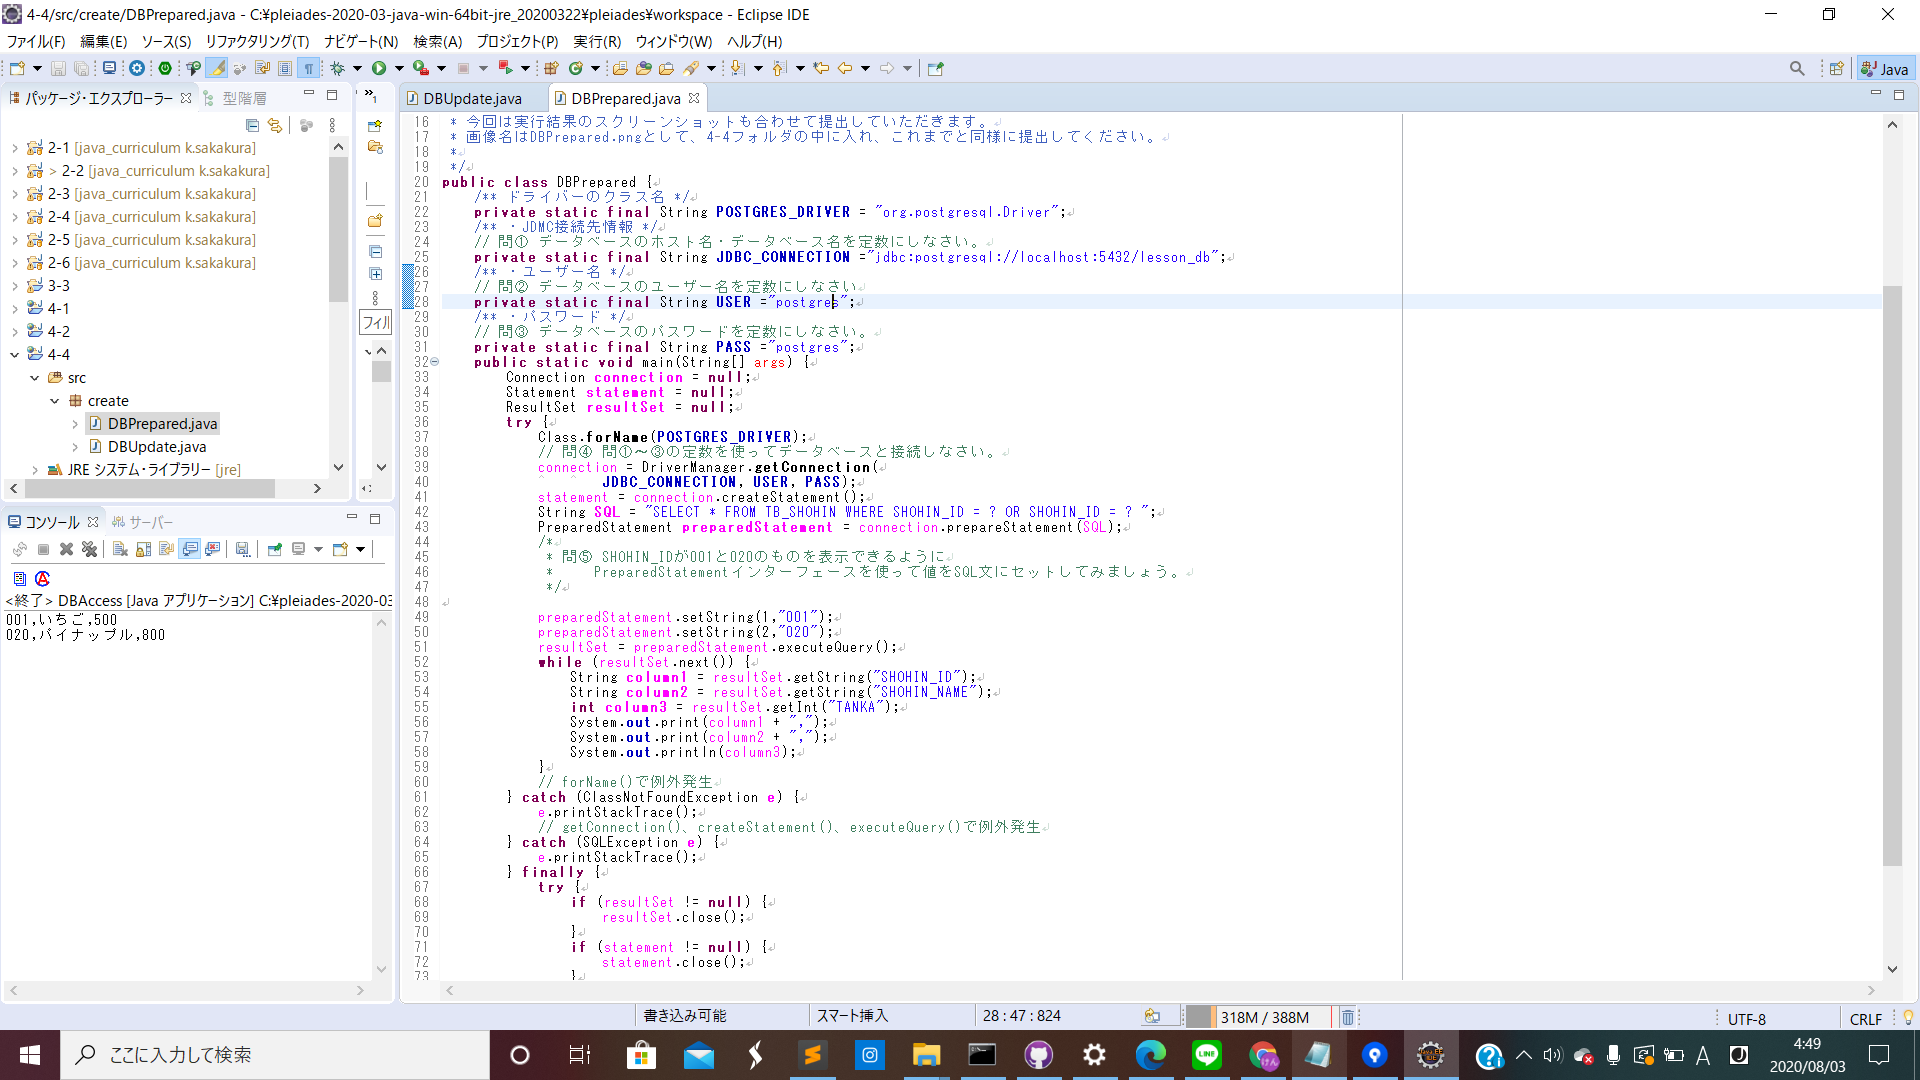 4-4/src/create/DBPrepared.java - C:¥pleiades-2020-03-java-win-64bit-jre_20200322¥pleiades¥workspace - Eclipse IDE
ファイル(F) 編集(E) ソース(S) リファクタリング(T) ナビゲート(N) 検索(A) プロジェクト(P) 実行(R) ウィンドウ(W) ヘルプ(H)
Java
パッケージ・エクスプローラー
型階層
2-1 [java_curriculum k.sakakura]
> 2-2 [java_curriculum k.sakakura]
2-3 [java_curriculum k.sakakura]
2-4 [java_curriculum k.sakakura]
2-5 [java_curriculum k.sakakura]
2-6 [java_curriculum k.sakakura]
3-3
4-1
4-2
4-4
src
create
DBPrepared.java
DBUpdate.java
JRE システム・ライブラリー [jre]
»1
フィル
DBUpdate.java
DBPrepared.java
16 * 今回は実行結果のスクリーンショットも合わせて提出していただきます。
17 * 画像名はDBPrepared.pngとして、4-4フォルダの中に入れ、これまでと同様に提出してください。
18 *
19 */
20 public class DBPrepared {
21 /** ドライバーのクラス名 */
22 private static final String POSTGRES_DRIVER = "org.postgresql.Driver";
23 /** ・JDMC接続先情報 */
24 // 問① データベースのホスト名・データベース名を定数にしなさい。
25 private static final String JDBC_CONNECTION ="jdbc:postgresql://localhost:5432/lesson_db";
26 /** ・ユーザー名 */
27 // 問② データベースのユーザー名を定数にしなさい
28 private static final String USER ="postgres";
29 /** ・パスワード */
30 // 問③ データベースのパスワードを定数にしなさい。
31 private static final String PASS ="postgres";
32 public static void main(String[] args) {
33 Connection connection = null;
34 Statement statement = null;
35 ResultSet resultSet = null;
36 try {
37 Class.forName(POSTGRES_DRIVER);
38 // 問④ 問①～③の定数を使ってデータベースと接続しなさい。
39 connection = DriverManager.getConnection(
40 JDBC_CONNECTION, USER, PASS);
41 statement = connection.createStatement();
42 String SQL = "SELECT * FROM TB_SHOHIN WHERE SHOHIN_ID = ? OR SHOHIN_ID = ? ";
43 PreparedStatement preparedStatement = connection.prepareStatement(SQL);
44 /*
45 * 問⑤ SHOHIN_IDが001と020のものを表示できるように
46 * PreparedStatementインターフェースを使って値をSQL文にセットしてみましょう。
47 */
48
49 preparedStatement.setString(1,"001");
50 preparedStatement.setString(2,"020");
51 resultSet = preparedStatement.executeQuery();
52 while (resultSet.next()) {
53 String column1 = resultSet.getString("SHOHIN_ID");
54 String column2 = resultSet.getString("SHOHIN_NAME");
55 int column3 = resultSet.getInt("TANKA");
56 System.out.print(column1 + ",");
57 System.out.print(column2 + ",");
58 System.out.println(column3);
59 }
60 // forName()で例外発生
61 } catch (ClassNotFoundException e) {
62 e.printStackTrace();
63 // getConnection()、createStatement()、executeQuery()で例外発生
64 } catch (SQLException e) {
65 e.printStackTrace();
66 } finally {
67 try {
68 if (resultSet != null) {
69 resultSet.close();
70 }
71 if (statement != null) {
72 statement.close();
73 }
コンソール
サーバー
<終了> DBAccess [Java アプリケーション] C:¥pleiades-2020-03
001,いちご,500
020,パイナップル,800
書き込み可能
スマート挿入
28 : 47 : 824
318M / 388M
UTF-8
CRLF
ここに入力して検索
LINE
けん
A
J
4:49
2020/08/03